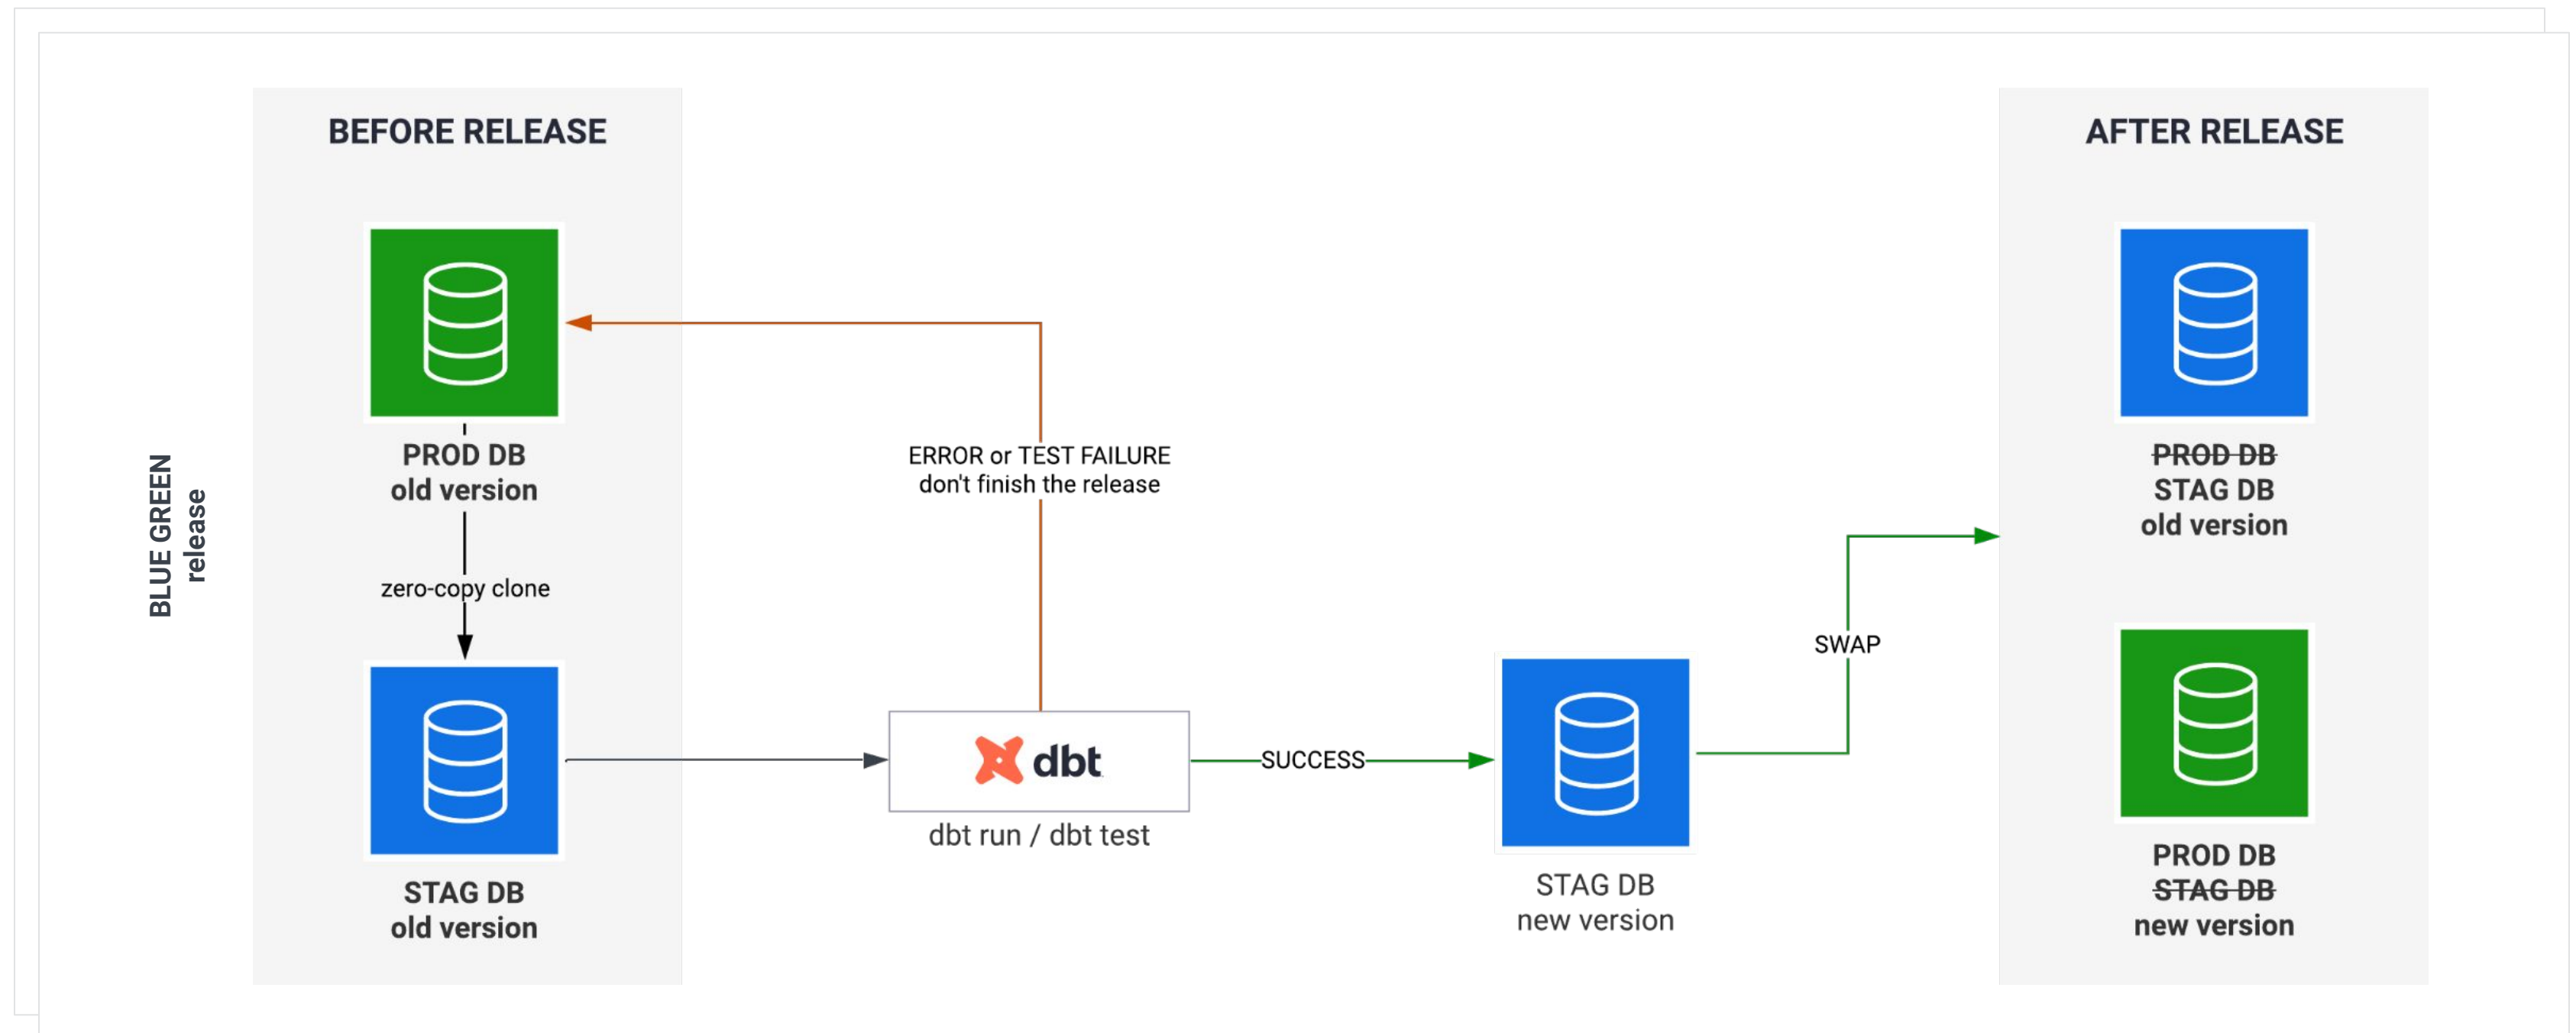 BLUE GREEN
release
BEFORE RELEASE
PROD DB
old version
zero-copy clone
STAG DB
old version
ERROR or TEST FAILURE
don't finish the release
dbt
dbt run / dbt test
SUCCESS
STAG DB
new version
SWAP
AFTER RELEASE
PROD DB
STAG DB
old version
PROD DB
STAG DB
new version